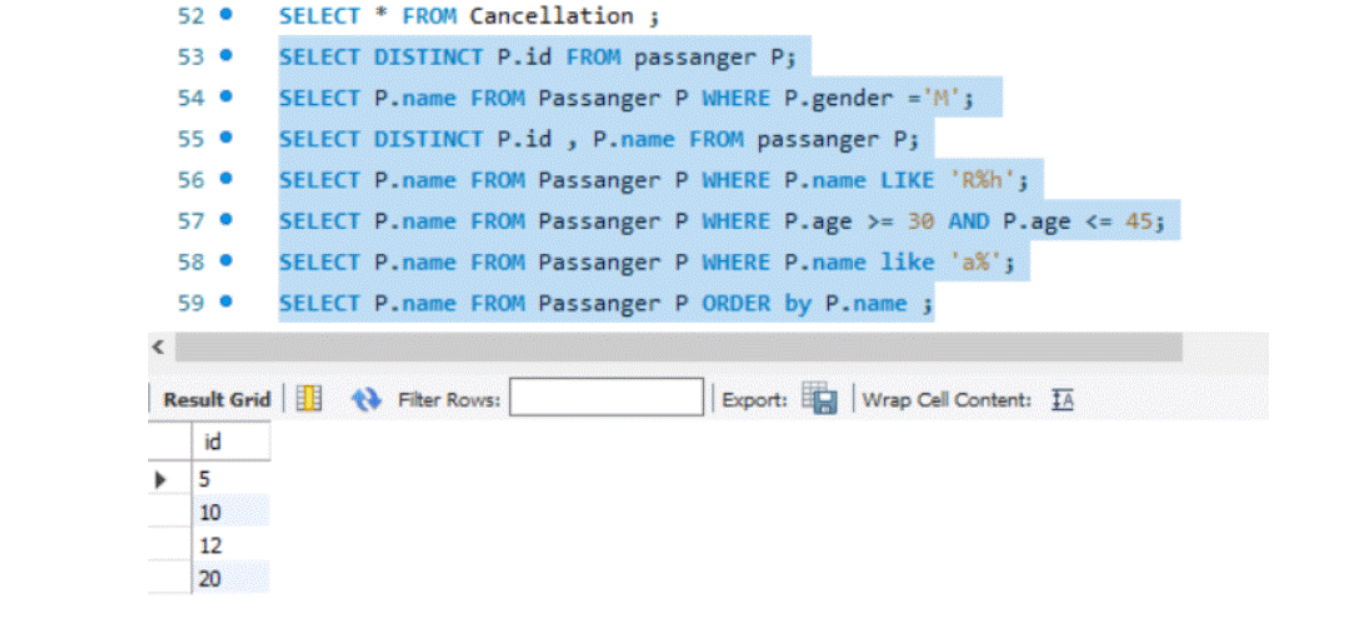 52 SELECT * FROM Cancellation ;
53 SELECT DISTINCT P.id FROM passanger P;
54 SELECT P.name FROM Passanger P WHERE P.gender ='M';
55 SELECT DISTINCT P.id , P.name FROM passanger P;
56 SELECT P.name FROM Passanger P WHERE P.name LIKE 'R%h';
57 SELECT P.name FROM Passanger P WHERE P.age >= 30 AND P.age <= 45;
58 SELECT P.name FROM Passanger P WHERE P.name like 'a%';
59 SELECT P.name FROM Passanger P ORDER by P.name ;
Result Grid Filter Rows: Export: Wrap Cell Content: IA
id
5
10
12
20